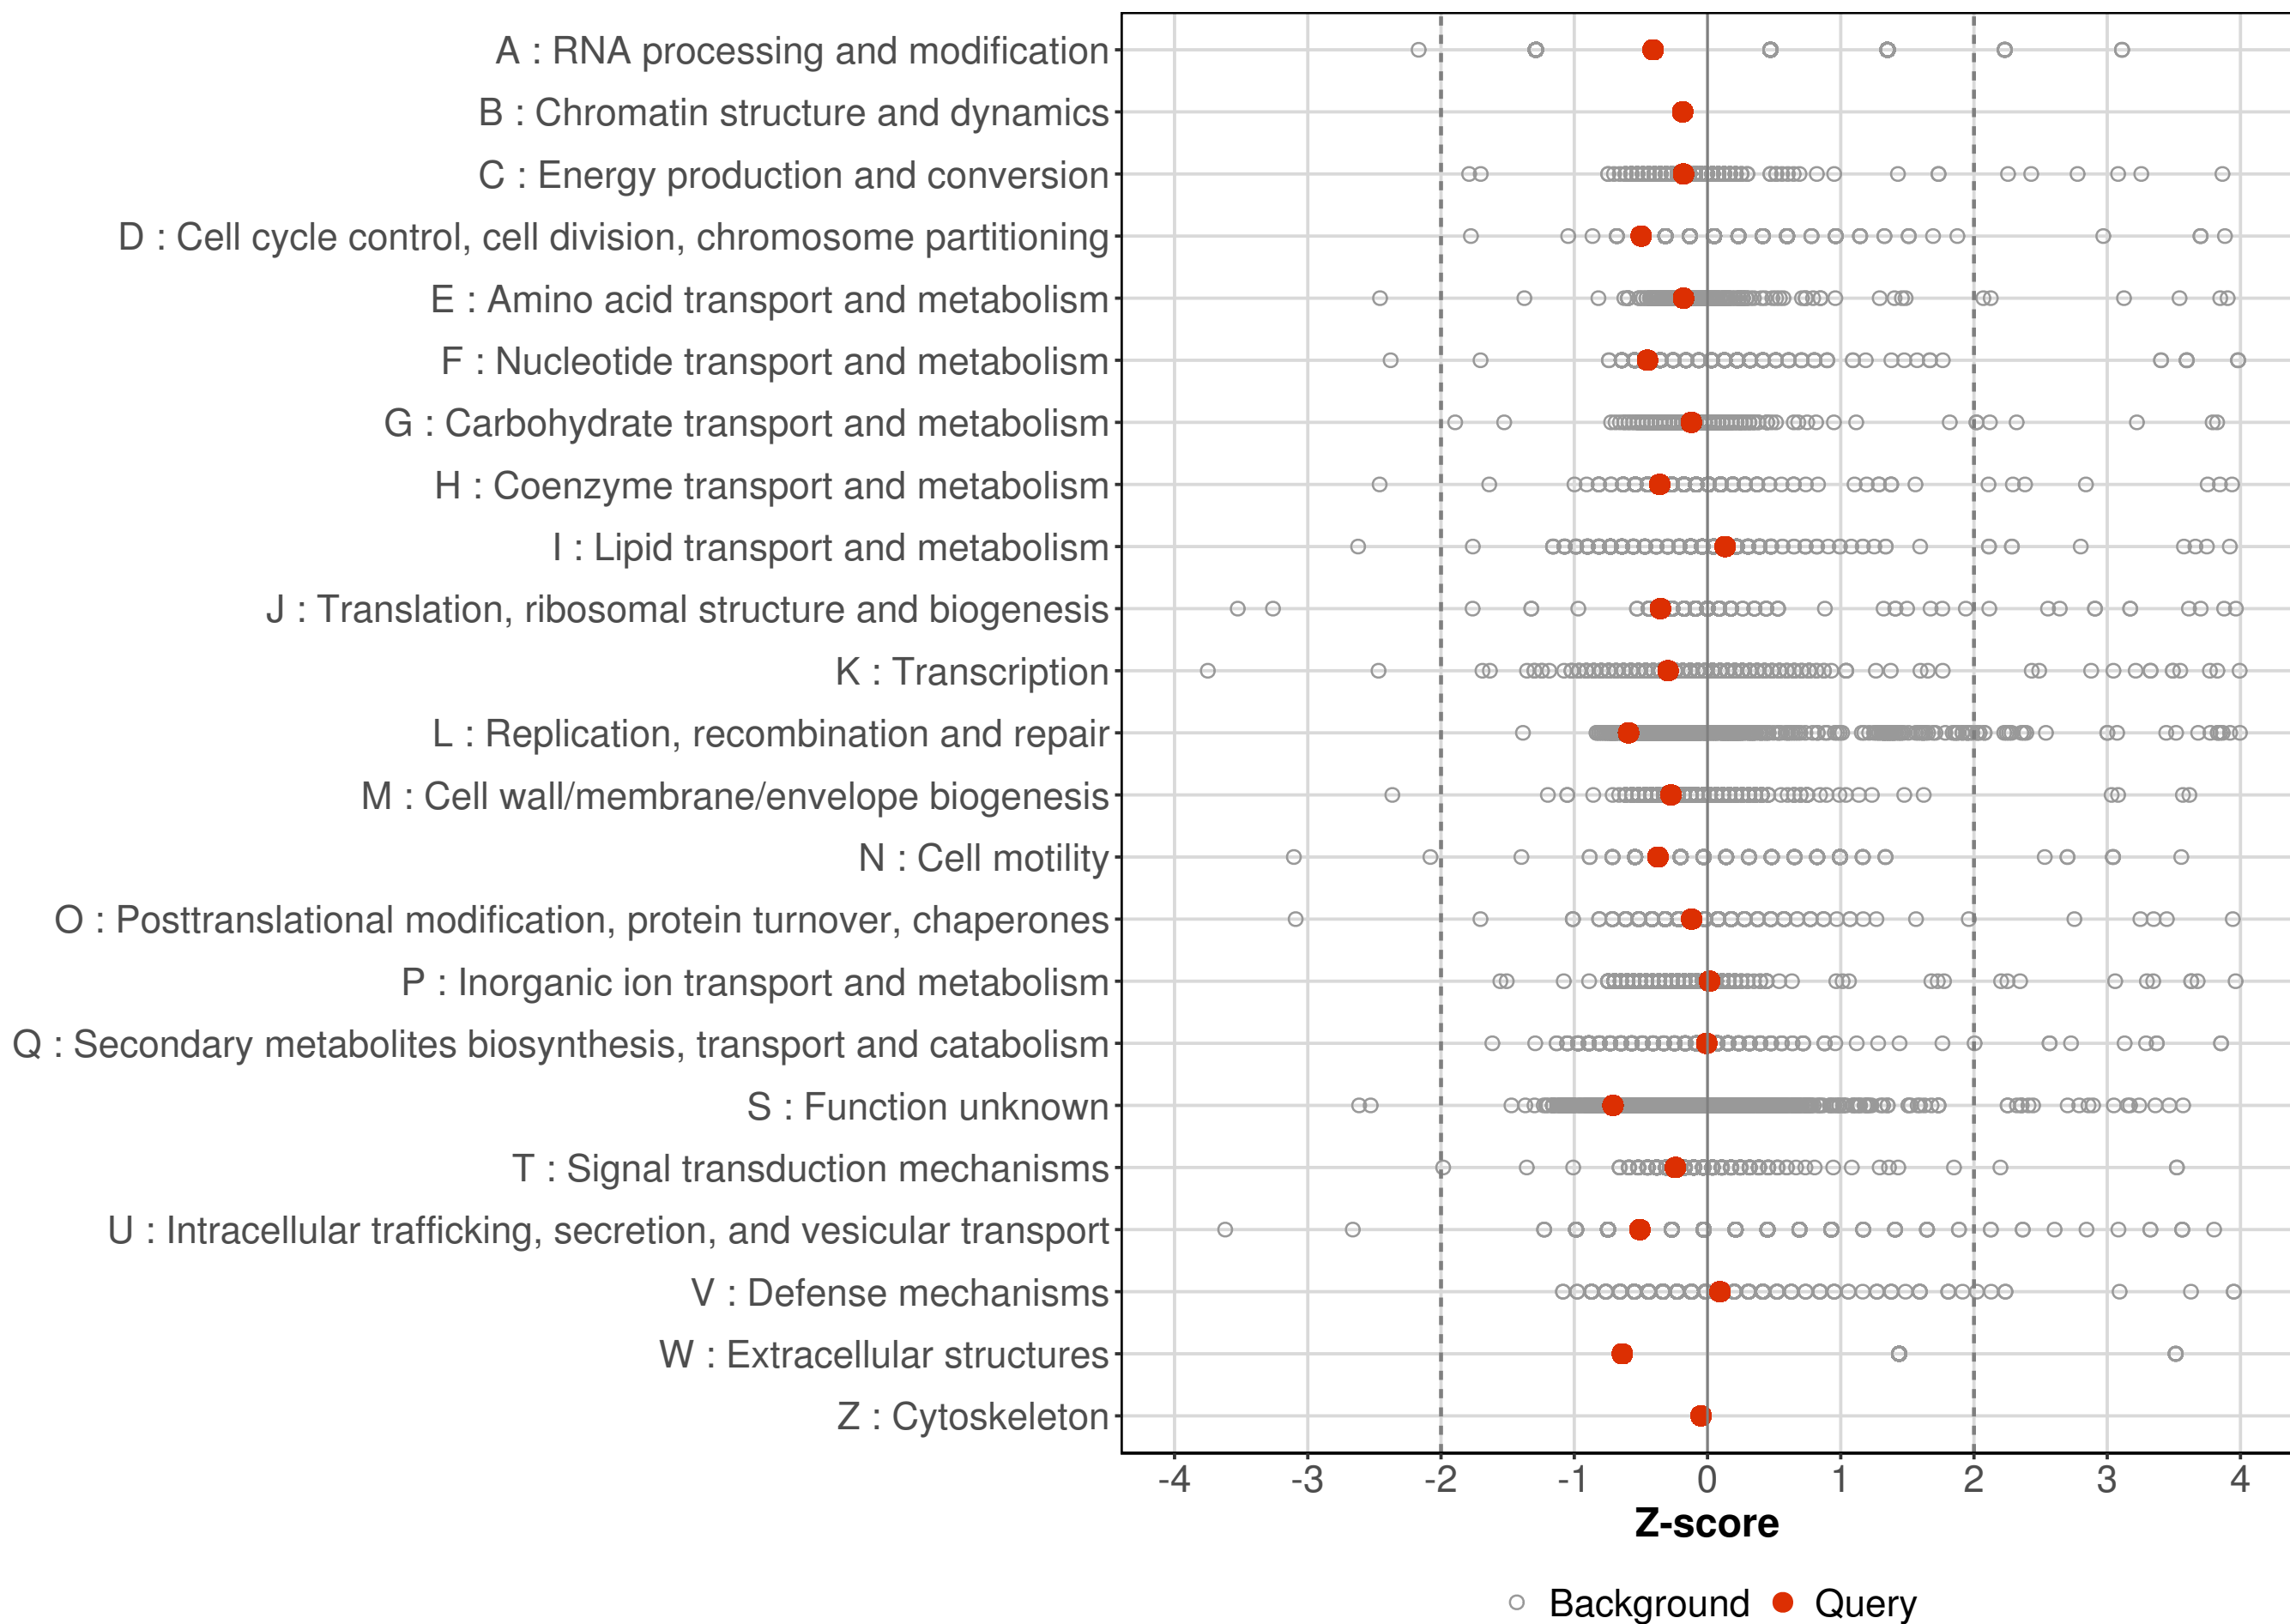 A : RNA processing and modification
B : Chromatin structure and dynamics
C : Energy production and conversion
D : Cell cycle control, cell division, chromosome partitioning
E : Amino acid transport and metabolism
F : Nucleotide transport and metabolism
G : Carbohydrate transport and metabolism
H : Coenzyme transport and metabolism
I : Lipid transport and metabolism
J : Translation, ribosomal structure and biogenesis
K : Transcription
L : Replication, recombination and repair
M : Cell wall/membrane/envelope biogenesis
N : Cell motility
O : Posttranslational modification, protein turnover, chaperones
P : Inorganic ion transport and metabolism
Q : Secondary metabolites biosynthesis, transport and catabolism
S : Function unknown
T : Signal transduction mechanisms
U : Intracellular trafficking, secretion, and vesicular transport
V : Defense mechanisms
W : Extracellular structures
Z : Cytoskeleton
-4 -3 -2 -1 0 1 2 3 4
Z-score
Background Query